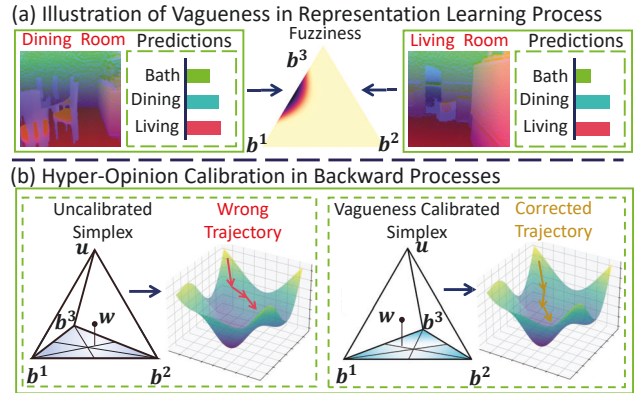 (a) Illustration of Vagueness in Representation Learning Process
Dining Room Predictions
Bath
Dining
Living
Fuzziness
b³
b¹ b²
Living Room Predictions
Bath
Dining
Living
(b) Hyper-Opinion Calibration in Backward Processes
Uncalibrated
Simplex
Wrong
Trajectory
u
b³ w
b¹ b²
Vagueness Calibrated
Simplex
Corrected
Trajectory
u
w b³
b¹ b²